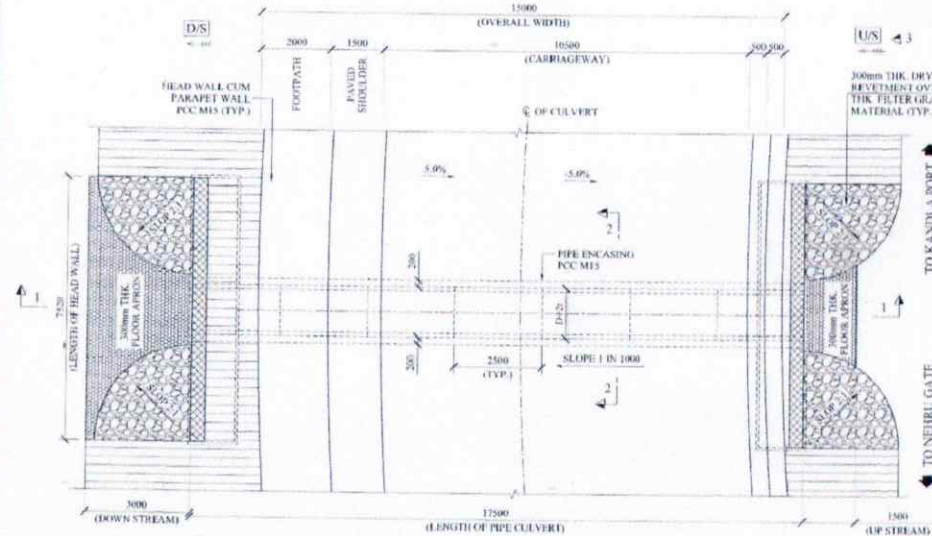 15000
(OVERALL WIDTH)
D/S
U/S
3
2000
1500
10500
500
500
(CARRIAGEWAY)
FOOTPATH
PAVED
SHOULDER
HEAD WALL CUM
PARAPET WALL
PCC M15 (TYP.)
℄ OF CULVERT
300mm THK. DRY
REVETMENT OV
THK FILTER GRA
MATERIAL (TYP.
5.0%
-5.0%
2
PIPE ENCASING
PCC M15
200
D+2t
200
2500
(TYP.)
SLOPE 1 IN 1000
2
1
7520
(LENGTH OF HEAD WALL)
300mm THK
FLOOR APRON
300mm THK
FLOOR APRON
1
TO KANDLA PORT
TO NEHRU GATE
3000
(DOWN STREAM)
17500
(LENGTH OF PIPE CULVERT)
1500
(UP STREAM)